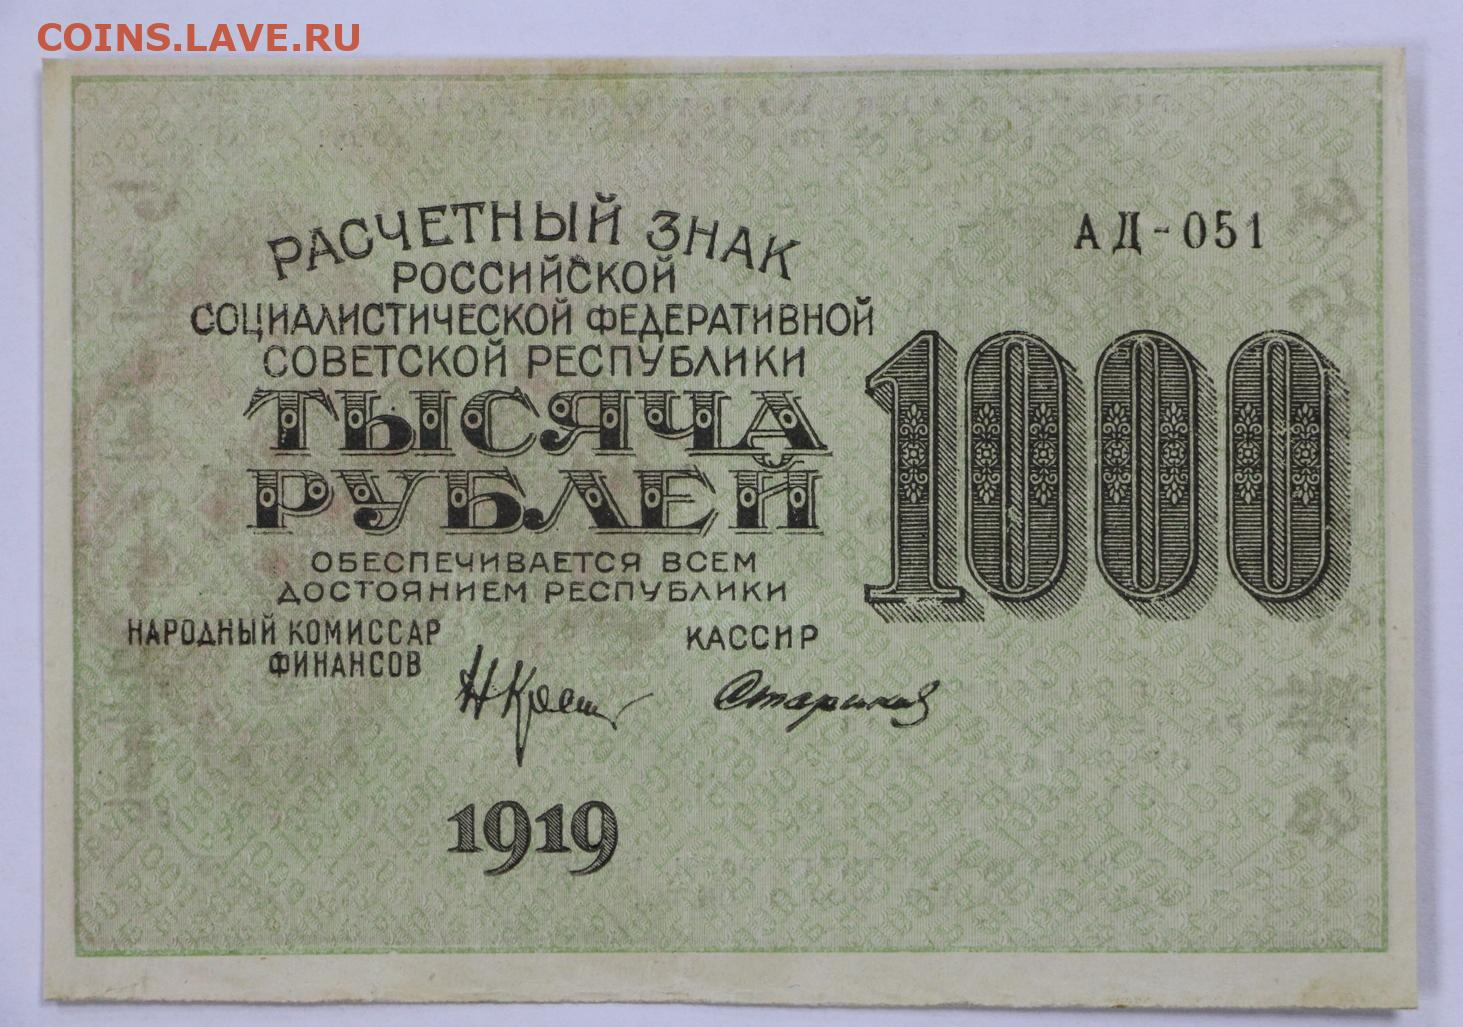 COINS.LAVE.RU
РАСЧЕТНЫЙ ЗНАК
РОССИЙСКОЙ
СОЦИАЛИСТИЧЕСКОЙ ФЕДЕРАТИВНОЙ
СОВЕТСКОЙ РЕСПУБЛИКИ
ТЫСЯЧА
РУБЛЕЙ
ОБЕСПЕЧИВАЕТСЯ ВСЕМ
ДОСТОЯНИЕМ РЕСПУБЛИКИ
НАРОДНЫЙ КОМИССАР
ФИНАНСОВ
КАССИР
1919
АД-051
1000